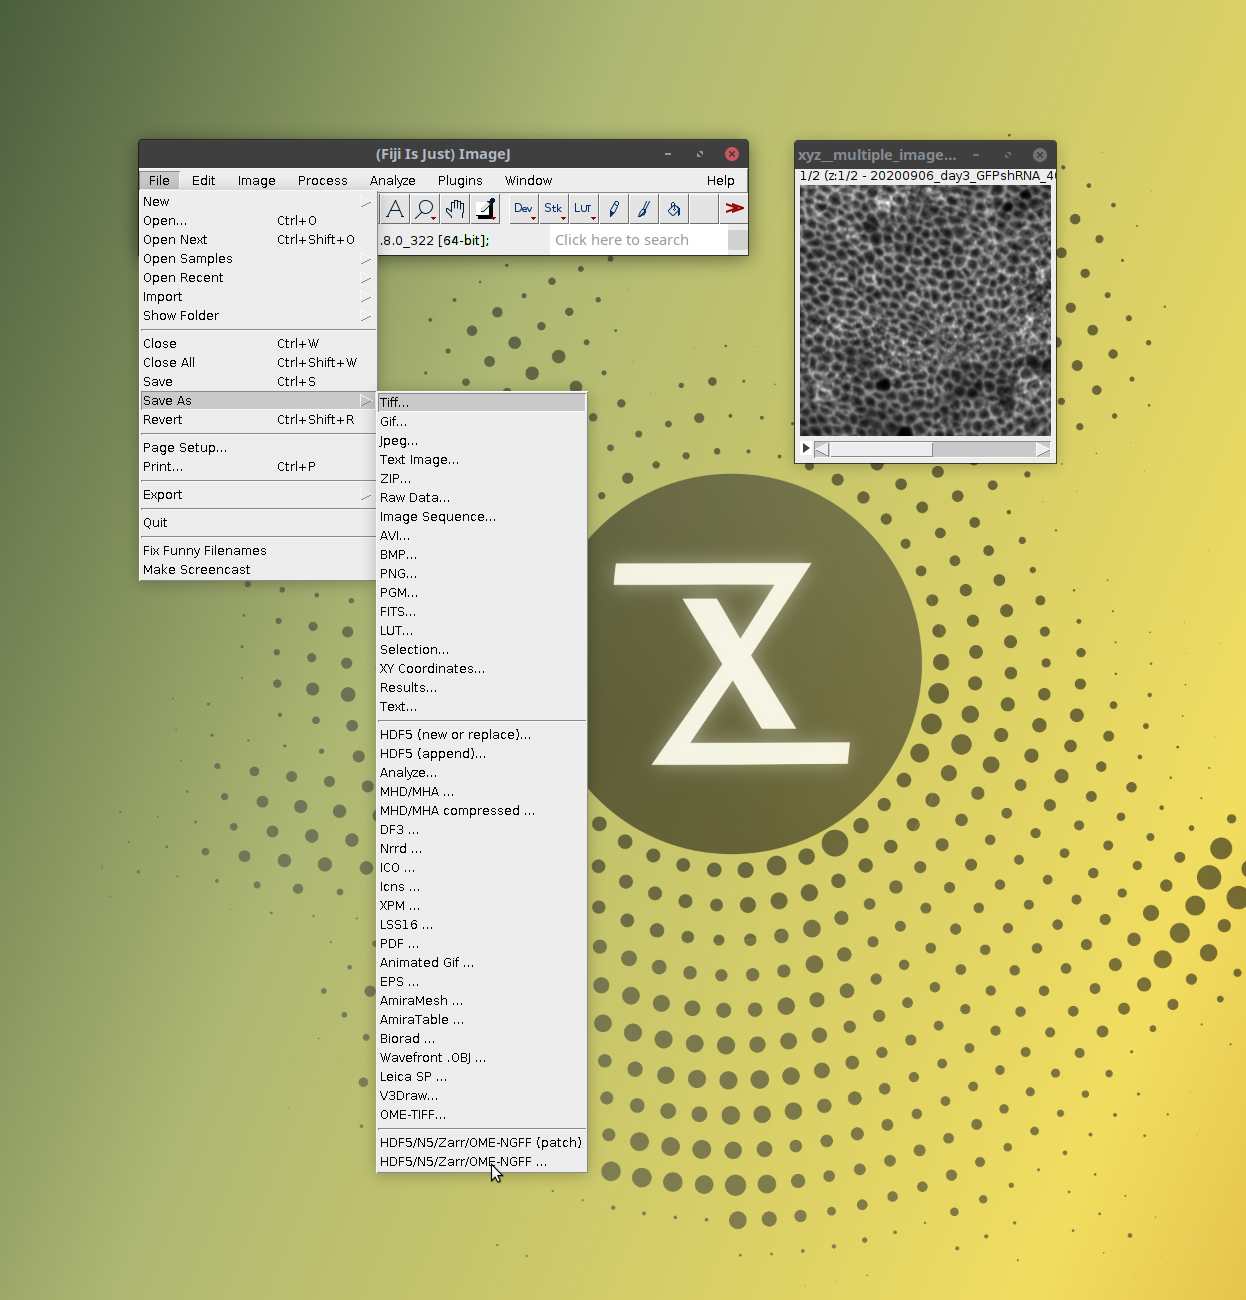 (Fiji Is Just) ImageJ
File Edit Image Process Analyze Plugins Window Help
Dev Stk LUT
.8.0_322 [64-bit];
Click here to search
New
Open... Ctrl+O
Open Next Ctrl+Shift+O
Open Samples
Open Recent
Import
Show Folder
Close Ctrl+W
Close All Ctrl+Shift+W
Save Ctrl+S
Save As
Revert Ctrl+Shift+R
Page Setup...
Print... Ctrl+P
Export
Quit
Fix Funny Filenames
Make Screencast
Tiff...
Gif...
Jpeg...
Text Image...
ZIP...
Raw Data...
Image Sequence...
AVI...
BMP...
PNG...
PGM...
FITS...
LUT...
Selection...
XY Coordinates...
Results...
Text...
HDF5 (new or replace)...
HDF5 (append)...
Analyze...
MHD/MHA ...
MHD/MHA compressed ...
DF3 ...
Nrrd ...
ICO ...
Icns ...
XPM ...
LSS16 ...
PDF ...
Animated Gif ...
EPS ...
AmiraMesh ...
AmiraTable ...
Biorad ...
Wavefront .OBJ ...
Leica SP ...
V3Draw...
OME-TIFF...
HDF5/N5/Zarr/OME-NGFF (patch)
HDF5/N5/Zarr/OME-NGFF ...
xyz__multiple_image...
1/2 (z:1/2 - 20200906_day3_GFPshRNA_40